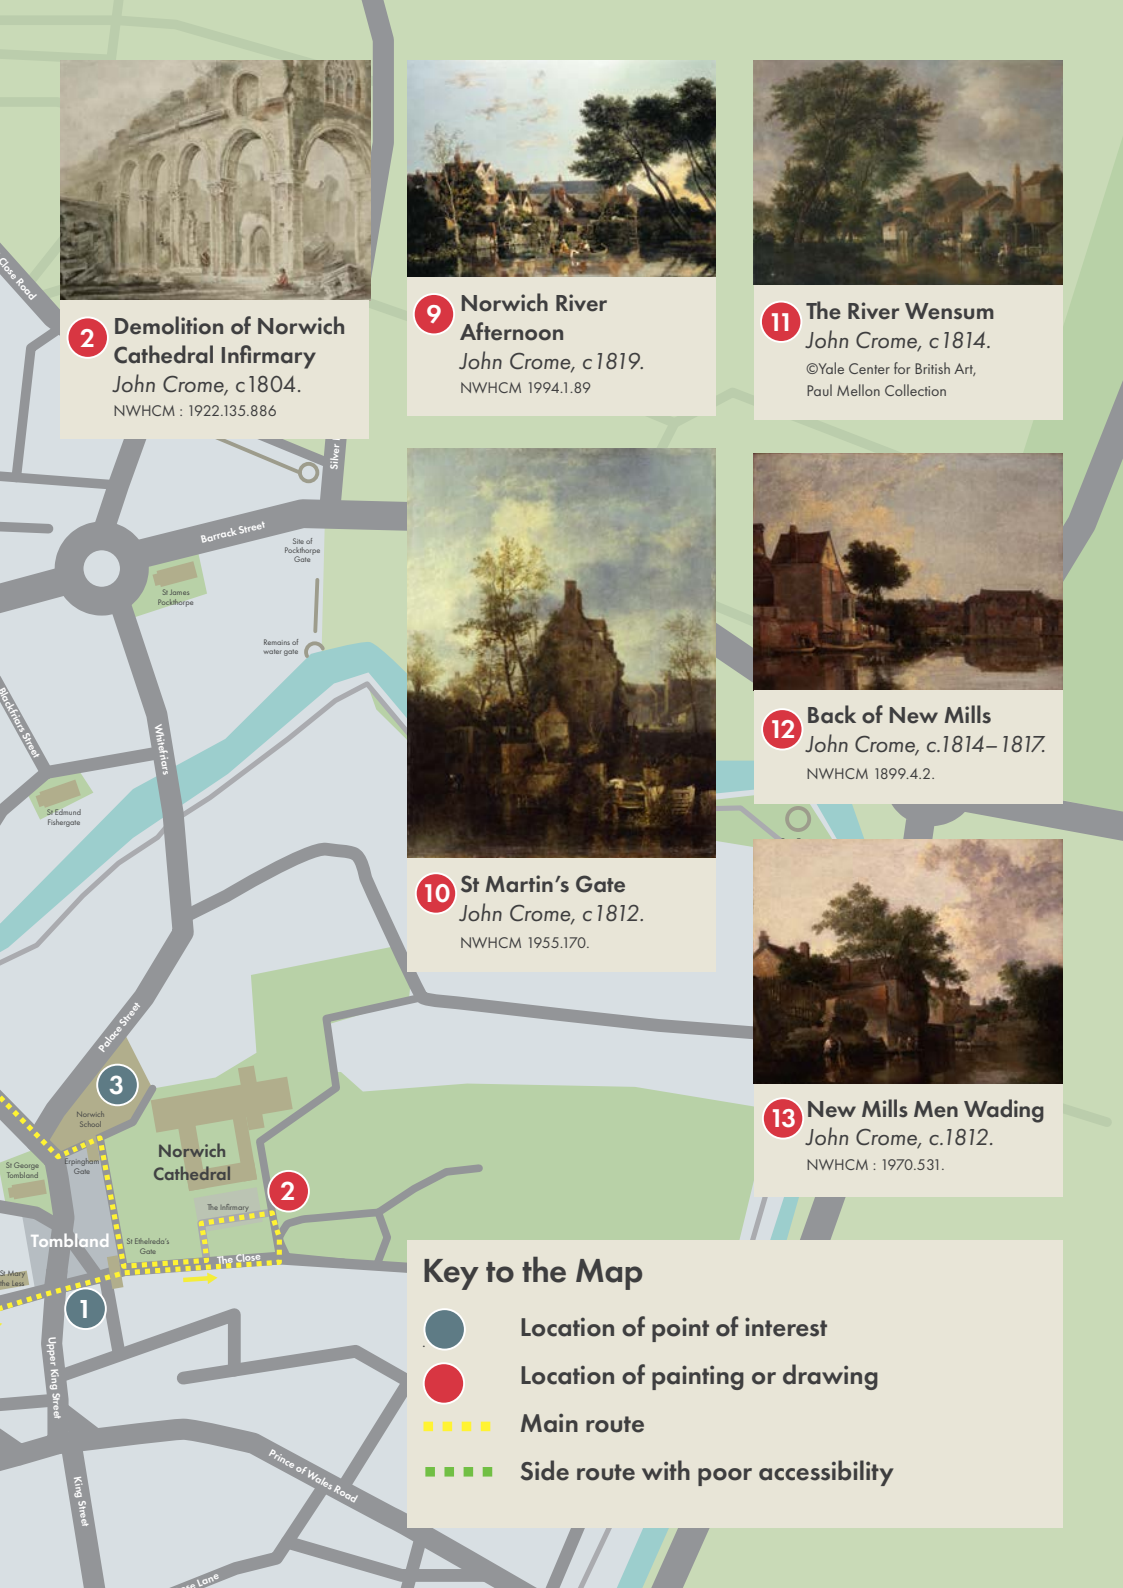 2
Demolition of Norwich
Cathedral Infirmary
John Crome, c1804.
NWHCM : 1922.135.886
9
Norwich River
Afternoon
John Crome, c1819.
NWHCM 1994.1.89
11
The River Wensum
John Crome, c1814.
©Yale Center for British Art,
Paul Mellon Collection
10
St Martin's Gate
John Crome, c1812.
NWHCM 1955.170.
12
Back of New Mills
John Crome, c.1814–1817.
NWHCM 1899.4.2.
13
New Mills Men Wading
John Crome, c.1812.
NWHCM : 1970.531.
Close Road
Silver
Barrack Street
Site of
Pockthorpe
Gate
St James
Pockthorpe
Remains of
water gate
Blackfriars Street
Whitefriars
St Edmund
Fishergate
Palace Street
3
Norwich
School
Erpingham
Gate
St George
Tombland
Norwich
Cathedral
2
The Infirmary
Tombland
St Ethelreda's
Gate
The Close
St Mary
the Less
1
Upper King Street
King Street
Prince of Wales Road
Lane
Key to the Map
Location of point of interest
Location of painting or drawing
Main route
Side route with poor accessibility